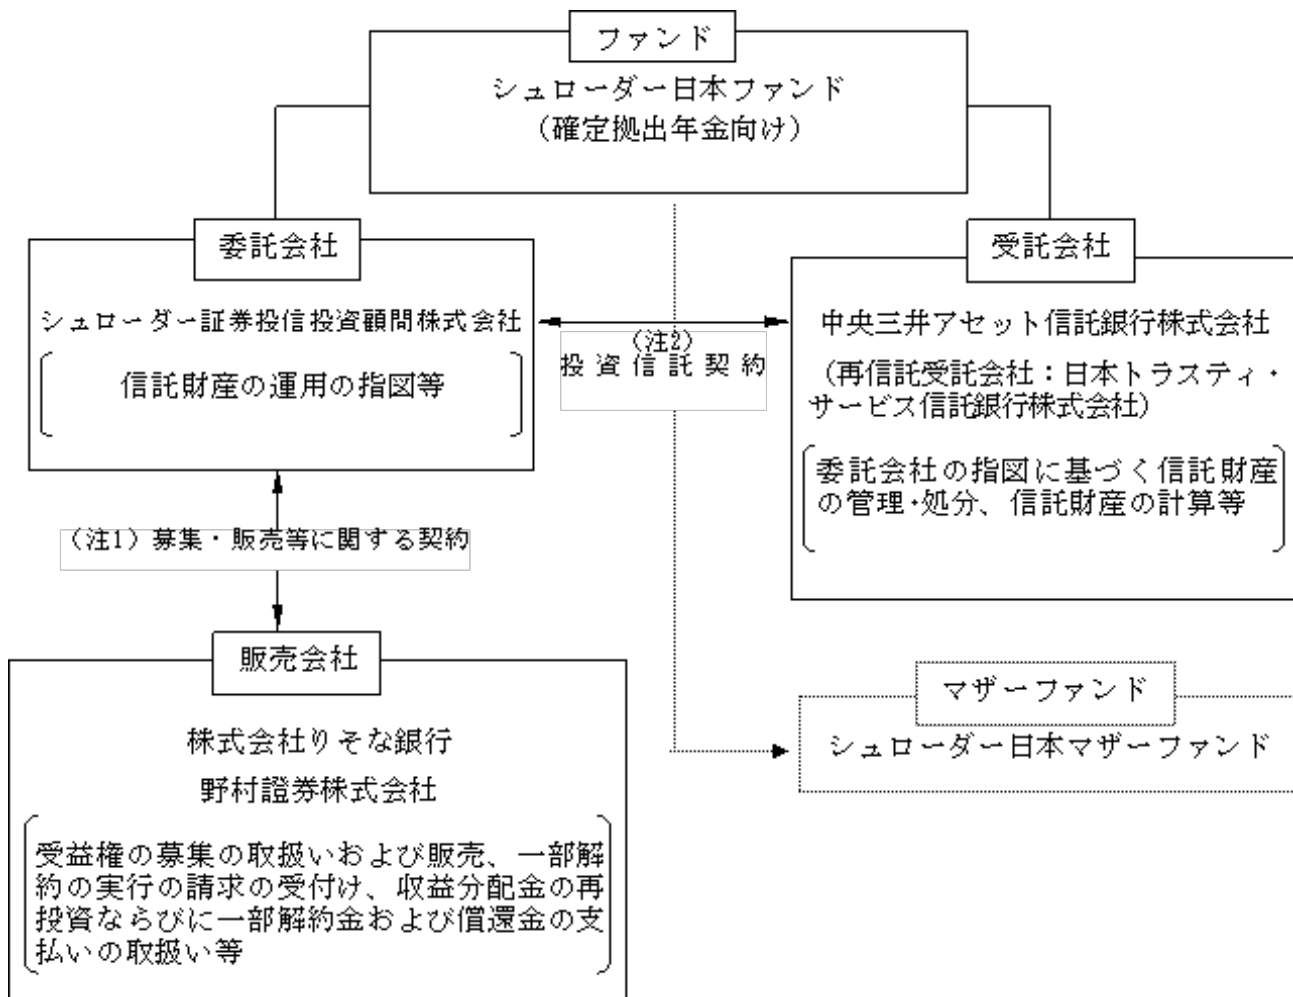 ファンド
シュローダー日本ファンド
（確定拠出年金向け）
委託会社
シュローダー証券投信投資顧問株式会社
信託財産の運用の指図等
（注2）
投資信託契約
受託会社
中央三井アセット信託銀行株式会社
（再信託受託会社：日本トラスティ・
サービス信託銀行株式会社）
委託会社の指図に基づく信託財産
の管理・処分、信託財産の計算等
（注1）募集・販売等に関する契約
販売会社
株式会社りそな銀行
野村證券株式会社
受益権の募集の取扱いおよび販売、一部解
約の実行の請求の受付け、収益分配金の再
投資ならびに一部解約金および償還金の支
払いの取扱い等
マザーファンド
シュローダー日本マザーファンド